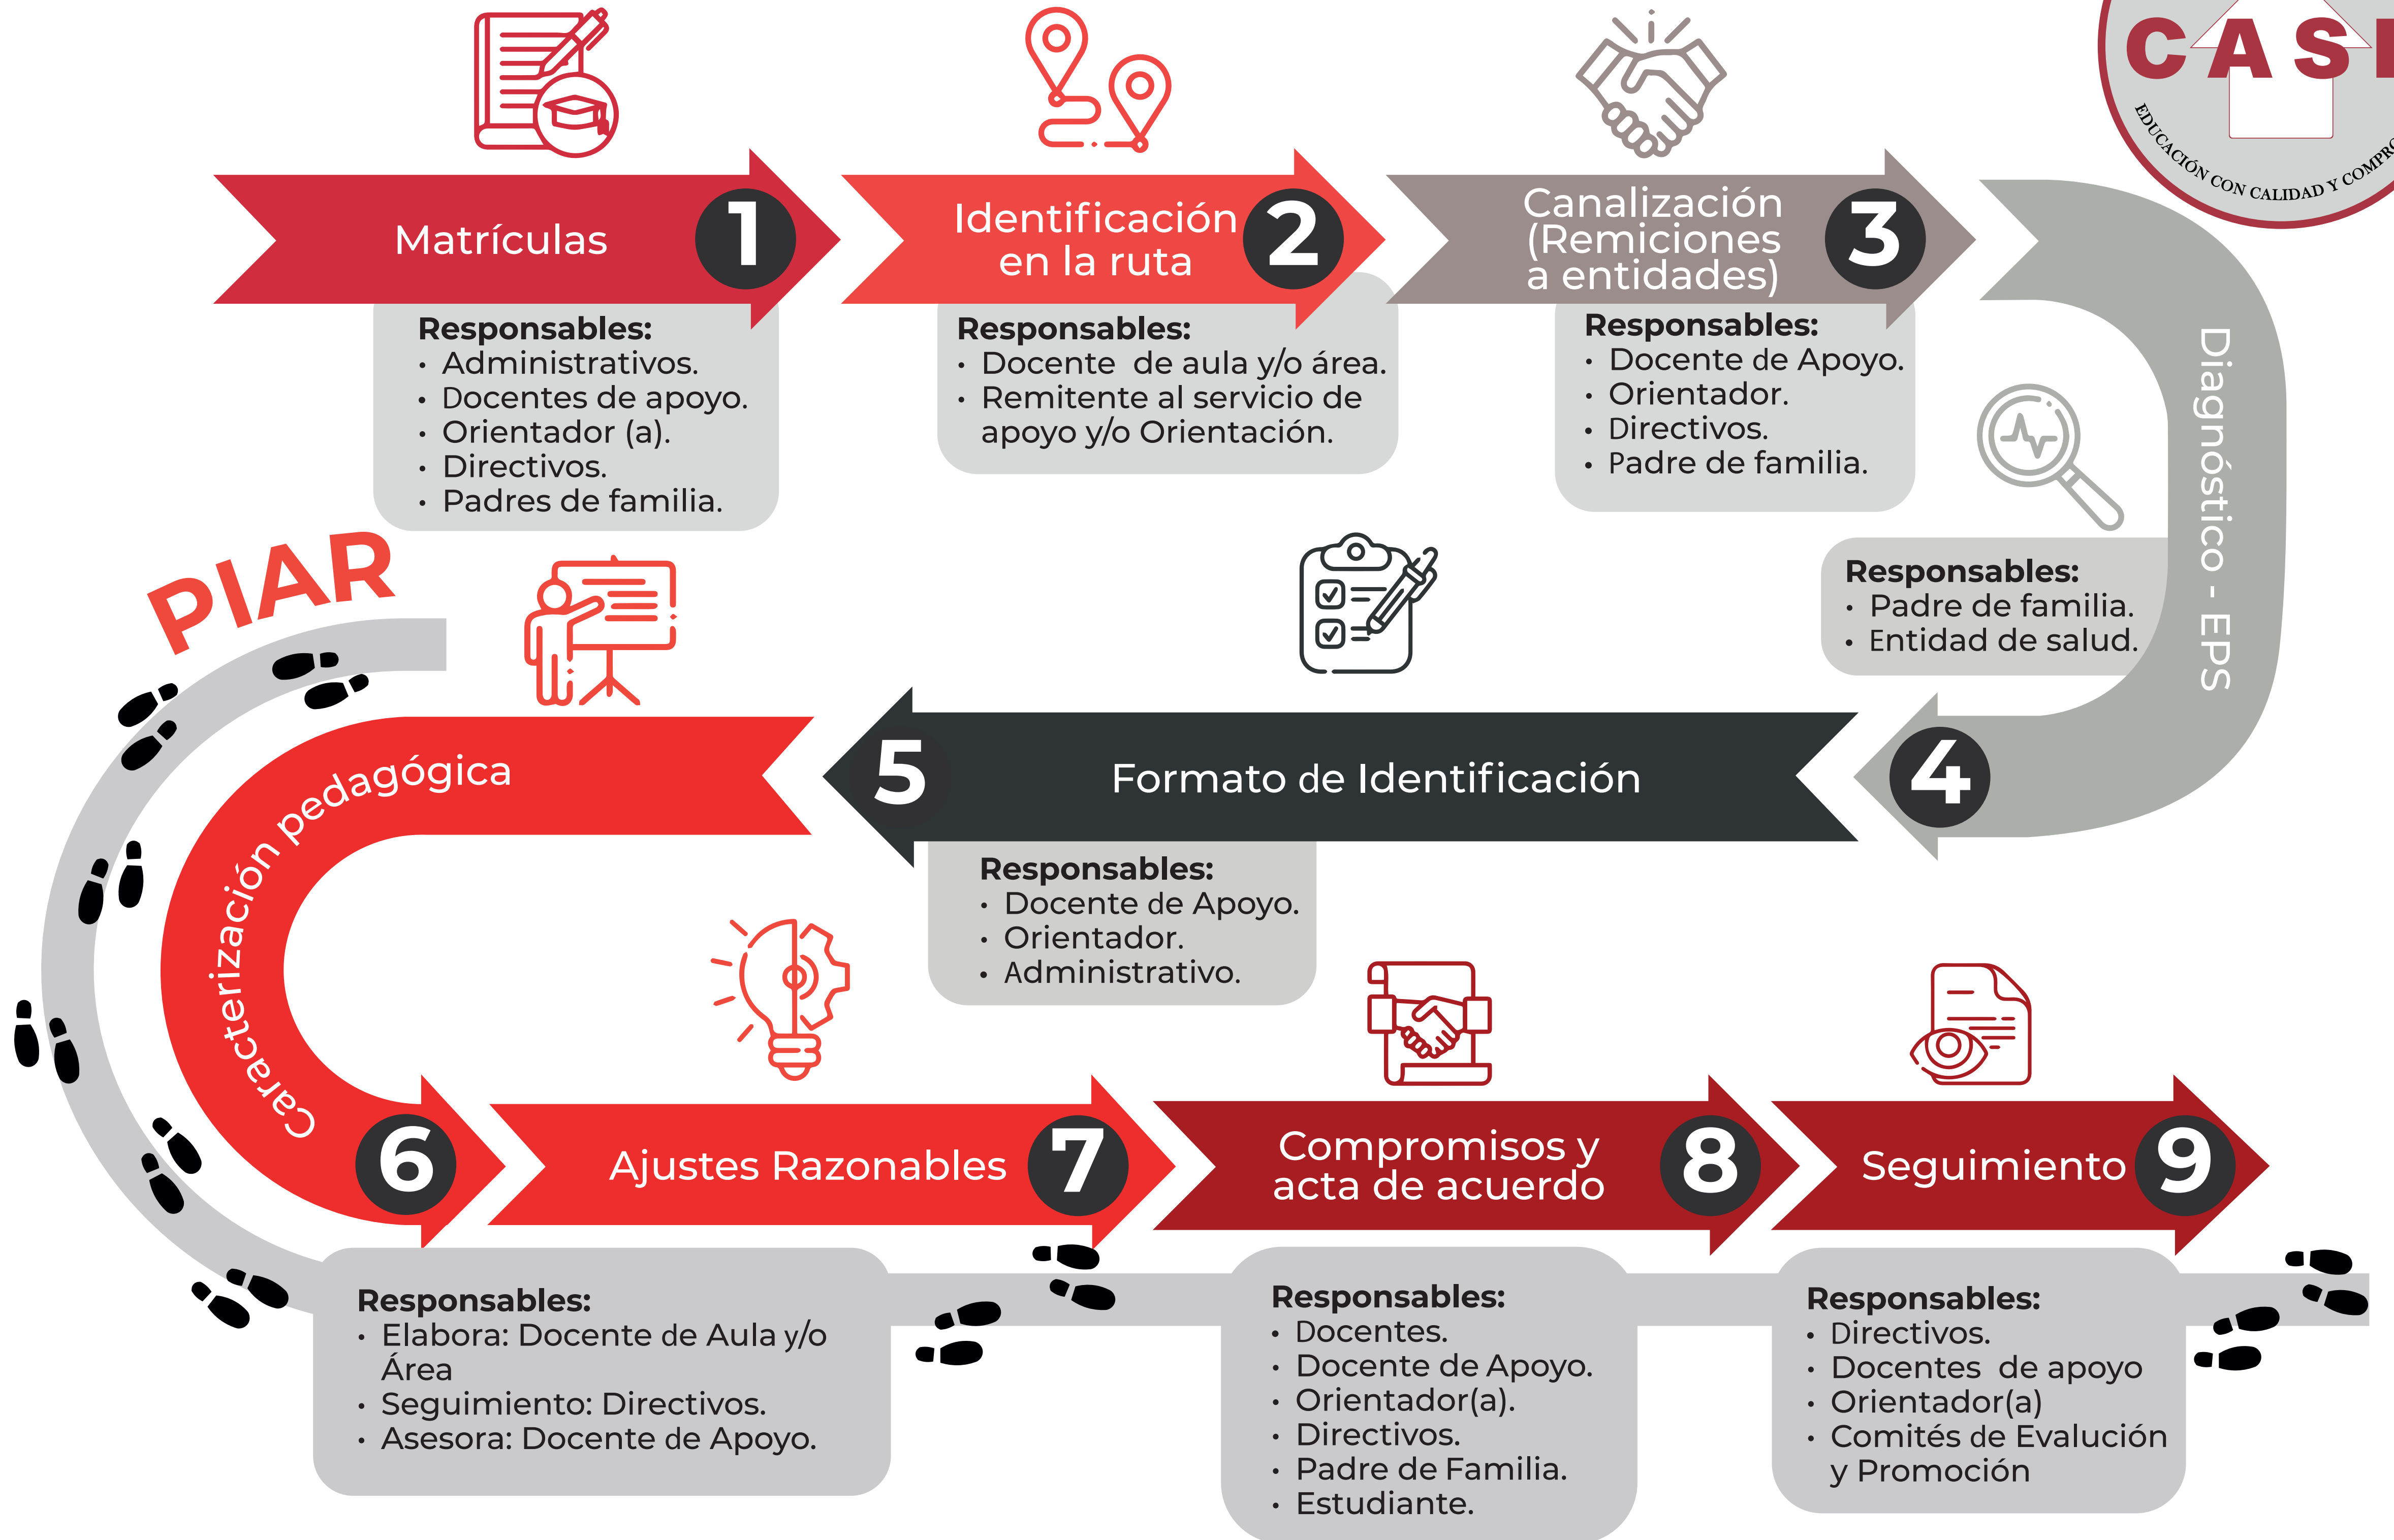 CASI
EDUCACIÓN CON CALIDAD Y
Matrículas
1
Responsables:
• Administrativos.
• Docentes de apoyo.
• Orientador (a).
• Directivos.
• Padres de familia.
Identificación
en la ruta
2
Responsables:
• Docente de aula y/o área.
• Remitente al servicio de
apoyo y/o Orientación.
Canalización
(Remiciones
a entidades)
3
Responsables:
• Docente de Apoyo.
• Orientador.
• Directivos.
• Padre de familia.
Diagnóstico - EPS
4
Responsables:
• Padre de familia.
• Entidad de salud.
Formato de Identificación
5
Responsables:
• Docente de Apoyo.
• Orientador.
• Administrativo.
PIAR
Caracterización pedagógica
6
Responsables:
• Elabora: Docente de Aula y/o
Área
• Seguimiento: Directivos.
• Asesora: Docente de Apoyo.
Ajustes Razonables
7
Compromisos y
acta de acuerdo
8
Responsables:
• Docentes.
• Docente de Apoyo.
• Orientador(a).
• Directivos.
• Padre de Familia.
• Estudiante.
Seguimiento
9
Responsables:
• Directivos.
• Docentes de apoyo
• Orientador(a)
• Comités de Evalución
y Promoción